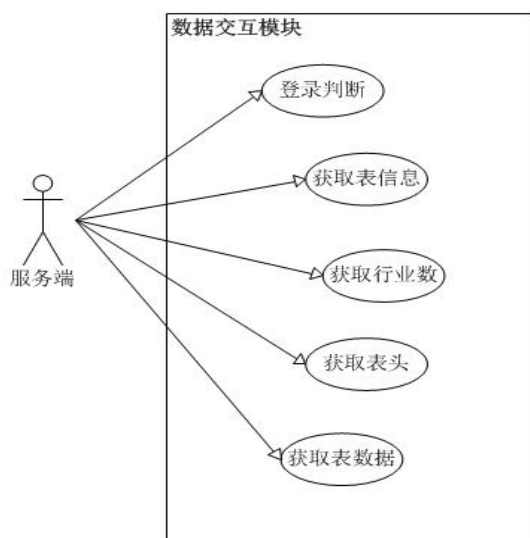 数据交互模块
登录判断
获取表信息
服务端
获取行业数
获取表头
获取表数据